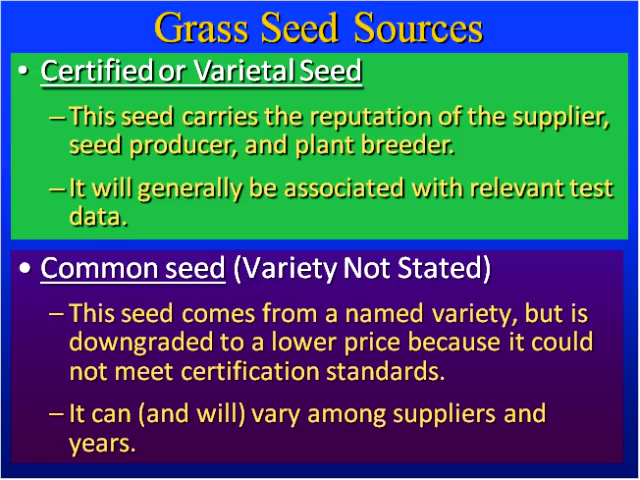 Grass Seed Sources
• Certified or Varietal Seed
– This seed carries the reputation of the supplier,
seed producer, and plant breeder.
– It will generally be associated with relevant test
data.
• Common seed (Variety Not Stated)
– This seed comes from a named variety, but is
downgraded to a lower price because it could
not meet certification standards.
– It can (and will) vary among suppliers and
years.